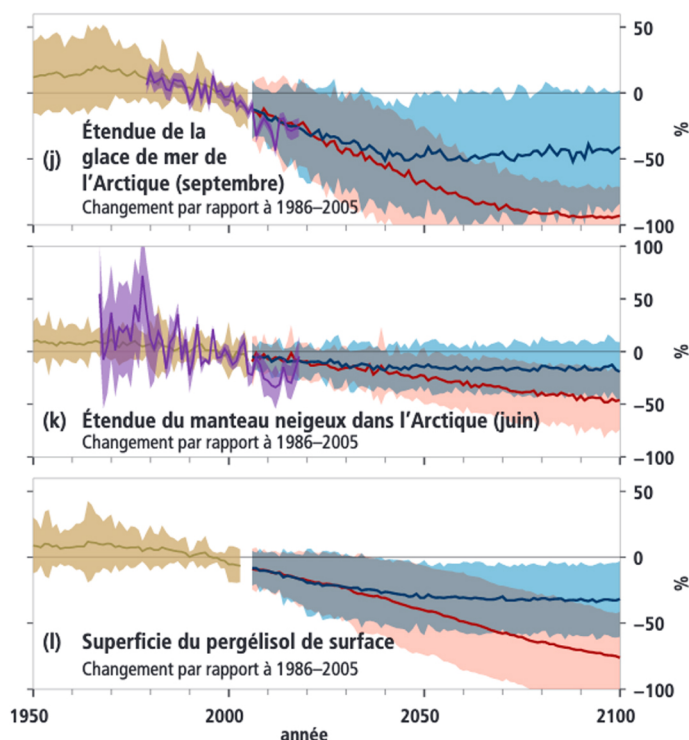 50
0
−50
−100
%
(j)
Étendue de la
glace de mer de
l’Arctique (septembre)
Changement par rapport à 1986–2005
100
50
0
−50
−100
%
(k) Étendue du manteau neigeux dans l’Arctique (juin)
Changement par rapport à 1986–2005
50
0
−50
−100
%
(l) Superficie du pergélisol de surface
Changement par rapport à 1986–2005
1950 2000 2050 2100
année